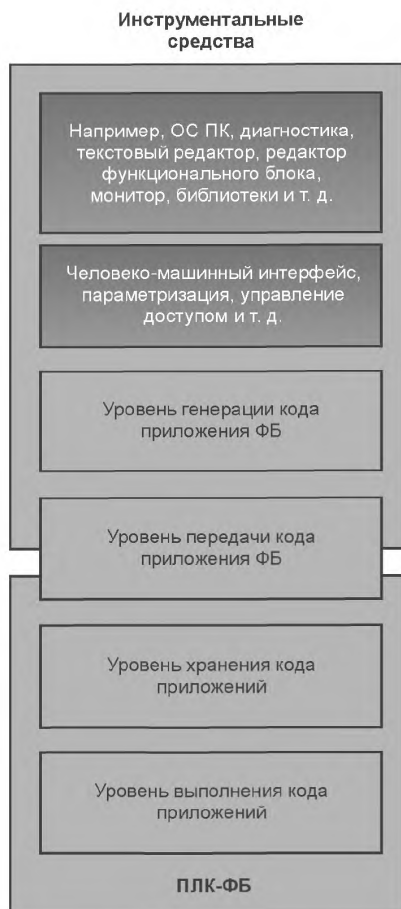 Инструментальные
средства
Например, ОС ПК, диагностика,
текстовый редактор, редактор
функционального блока,
монитор, библиотеки и т. д.
Человеко-машинный интерфейс,
параметризация, управление
доступом и т. д.
Уровень генерации кода
приложения ФБ
Уровень передачи кода
приложения ФБ
Уровень хранения кода
приложений
Уровень выполнения кода
приложений
ПЛК-ФБ